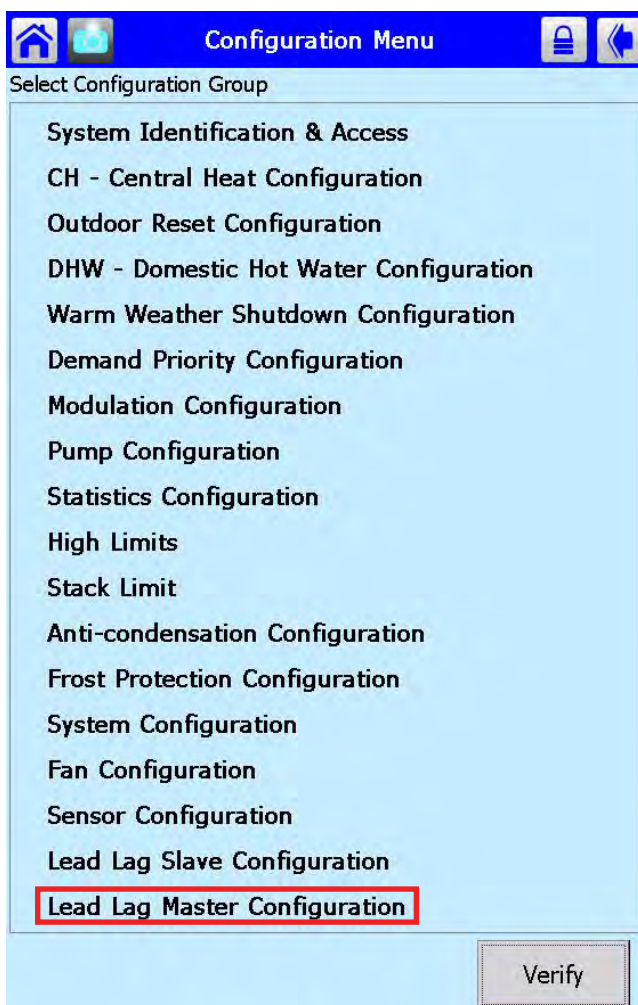 Configuration Menu
Select Configuration Group
System Identification & Access
CH - Central Heat Configuration
Outdoor Reset Configuration
DHW - Domestic Hot Water Configuration
Warm Weather Shutdown Configuration
Demand Priority Configuration
Modulation Configuration
Pump Configuration
Statistics Configuration
High Limits
Stack Limit
Anti-condensation Configuration
Frost Protection Configuration
System Configuration
Fan Configuration
Sensor Configuration
Lead Lag Slave Configuration
Lead Lag Master Configuration
Verify